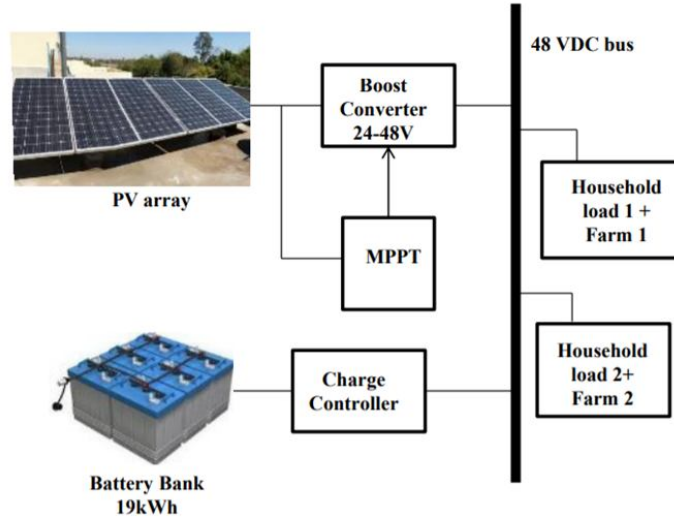 48 VDC bus
Boost
Converter
24-48V
PV array
MPPT
Household
load 1 +
Farm 1
Household
load 2+
Farm 2
Charge
Controller
Battery Bank
19kWh